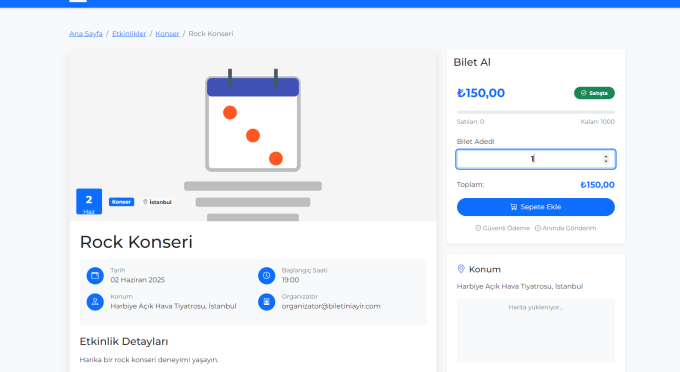 Ana Sayfa / Etkinlikler / Konser / Rock Konseri
2
Haz
Konser
İstanbul
Rock Konseri
Tarih
02 Haziran 2025
Başlangıç Saati
19:00
Konum
Harbiye Açık Hava Tiyatrosu, İstanbul
Organizatör
organizator@biletiniayir.com
Etkinlik Detayları
Harika bir rock konseri deneyimi yaşayın.
Bilet Al
₺150,00
Satışta
Satılan: 0
Kalan: 1000
Bilet Adedi
1
Toplam:
₺150,00
Sepete Ekle
Güvenli Ödeme
Anında Gönderim
Konum
Harbiye Açık Hava Tiyatrosu, İstanbul
Harita yükleniyor...